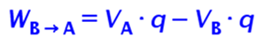 W_B→A = V_A · q − V_B · q